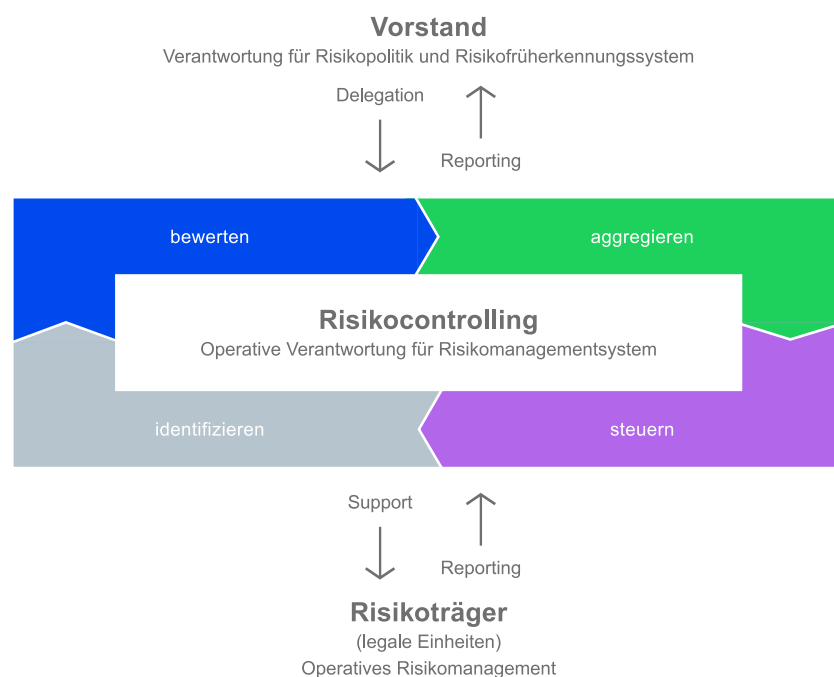 Vorstand
Verantwortung für Risikopolitik und Risikofrüherkennungssystem
Delegation
Reporting
bewerten
aggregieren
Risikocontrolling
Operative Verantwortung für Risikomanagementsystem
identifizieren
steuern
Support
Reporting
Risikoträger
(legale Einheiten)
Operatives Risikomanagement